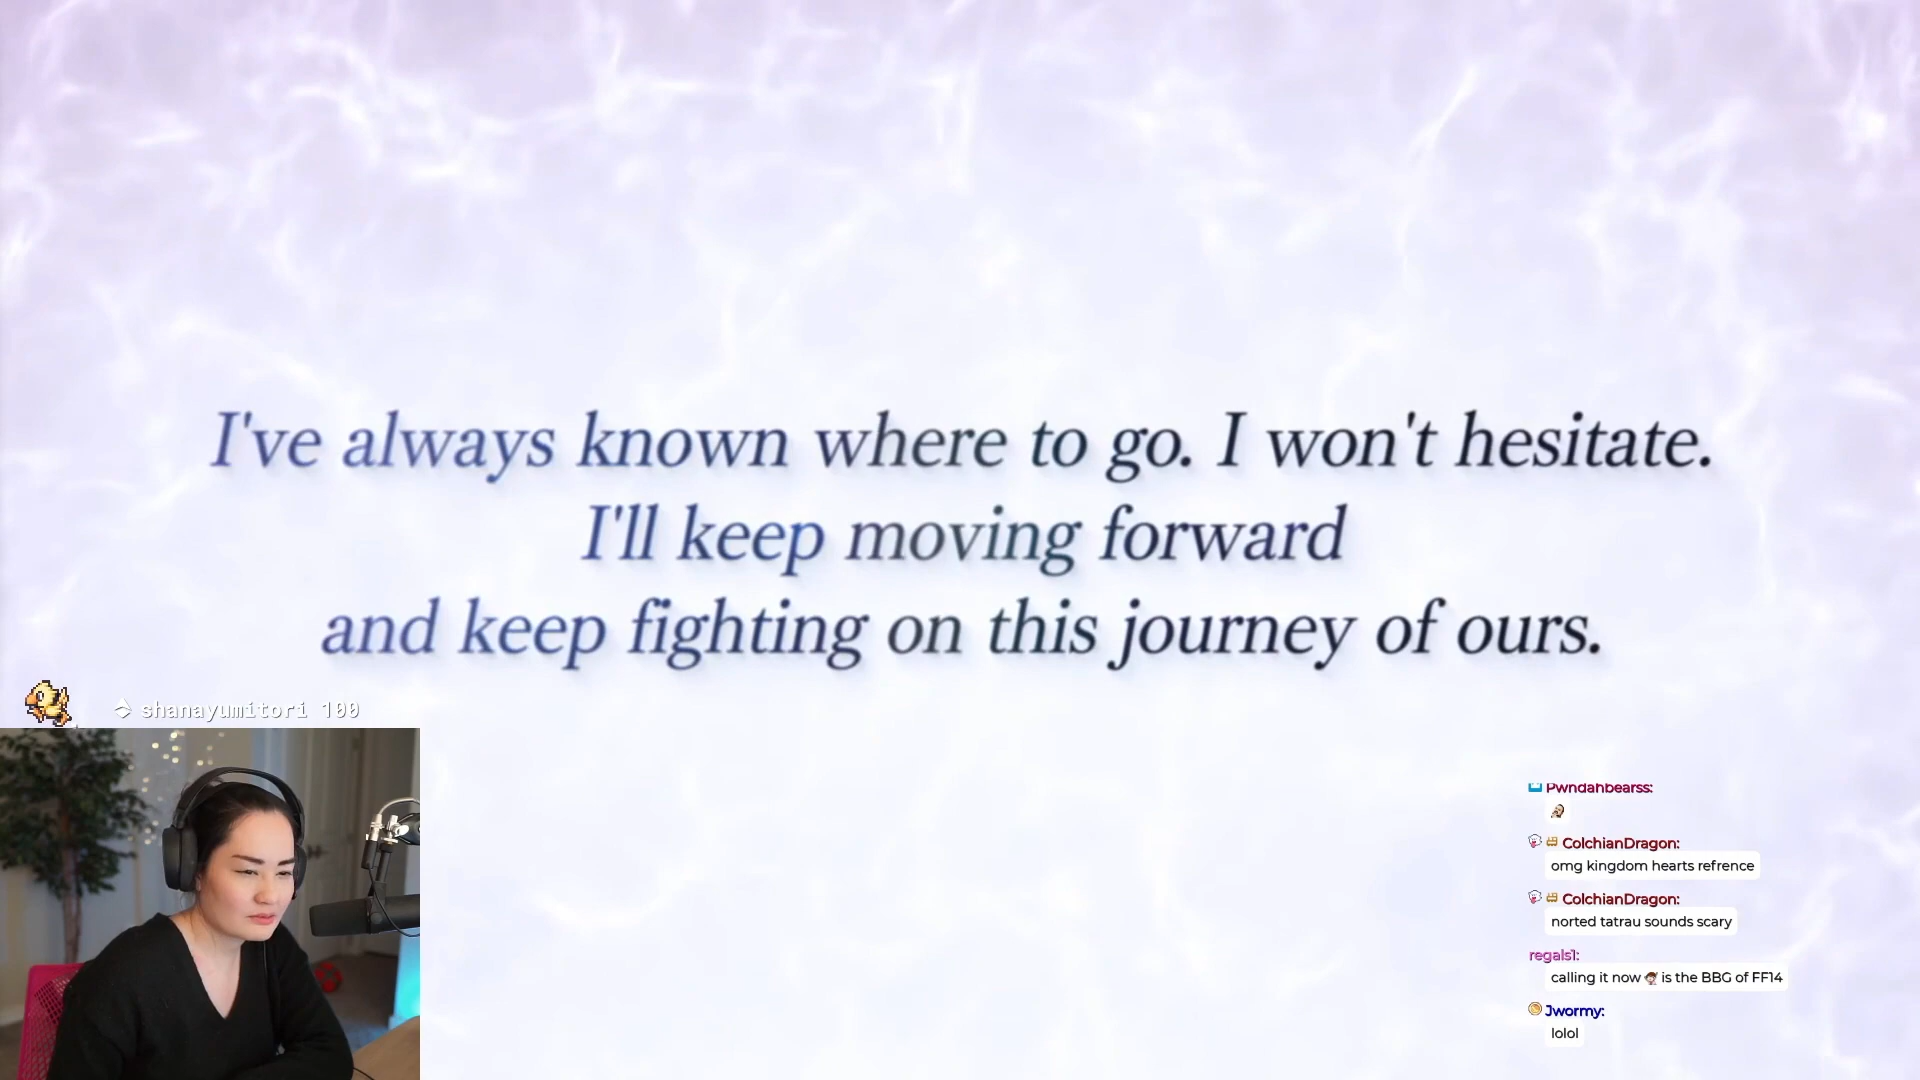 I've always known where to go. I won't hesitate.
I'll keep moving forward
and keep fighting on this journey of ours.
shanayumitori 100
Pwndahbearss:
ColchianDragon:
omg kingdom hearts refrence
ColchianDragon:
norted tatrau sounds scary
regals1:
calling it now is the BBG of FF14
Jwormy:
lolol